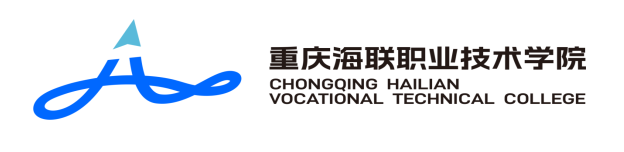 重庆海联职业技术学院
CHONGQING HAILIAN
VOCATIONAL TECHNICAL COLLEGE